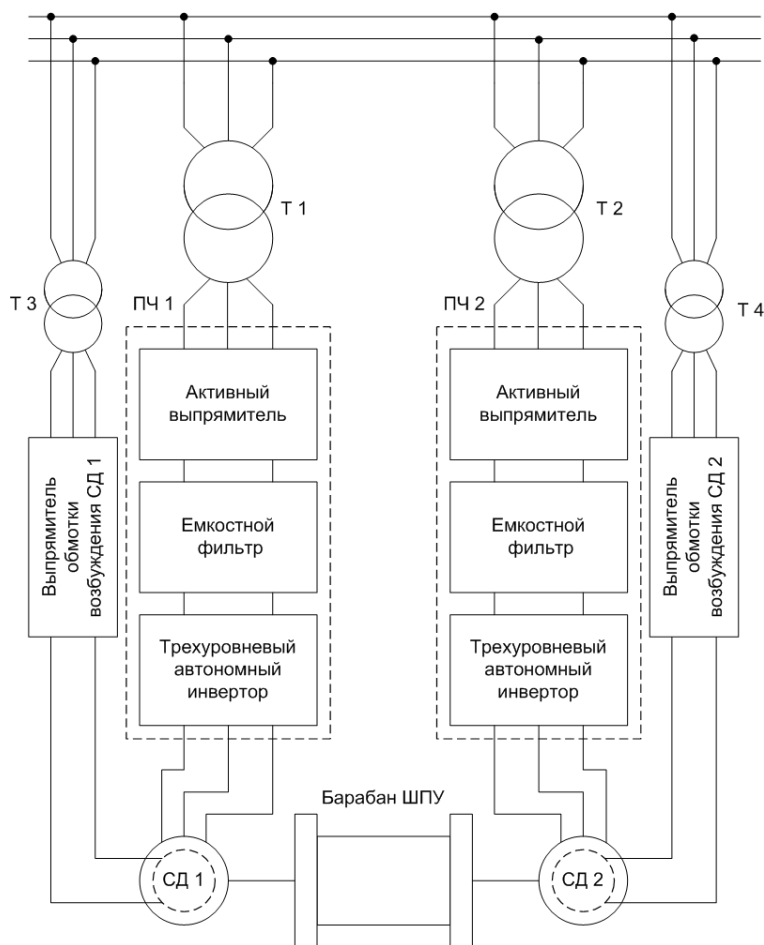 Т 1
Т 2
Т 3
ПЧ 1
ПЧ 2
Т 4
Активный
выпрямитель
Активный
выпрямитель
Выпрямитель
обмотки
возбуждения СД 1
Емкостной
фильтр
Емкостной
фильтр
Выпрямитель
обмотки
возбуждения СД 2
Трехуровневый
автономный
инвертор
Трехуровневый
автономный
инвертор
Барабан ШПУ
СД 1
СД 2